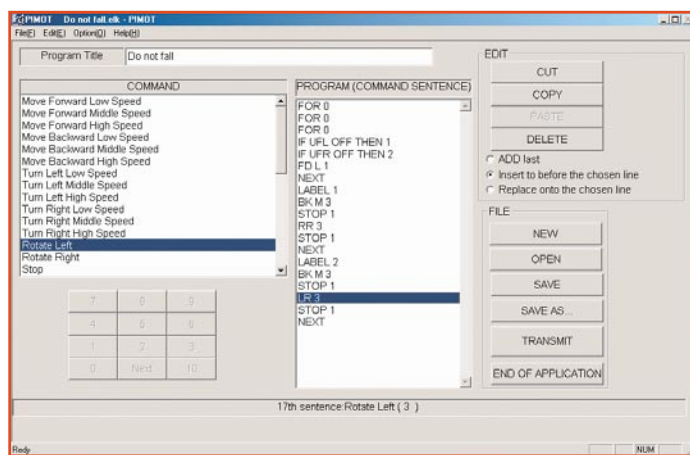 PIMOT Do not fall.elk - PIMOT
File(F) Edit(E) Option(O) Help(H)
Program Title Do not fall
COMMAND
Move Forward Low Speed
Move Forward Middle Speed
Move Forward High Speed
Move Backward Low Speed
Move Backward Middle Speed
Move Backward High Speed
Turn Left Low Speed
Turn Left Middle Speed
Turn Left High Speed
Turn Right Low Speed
Turn Right Middle Speed
Turn Right High Speed
Rotate Left
Rotate Right
Stop
7 8 9
4 5 6
1 2 3
0 Next 10
PROGRAM (COMMAND SENTENCE)
FOR 0
FOR 0
FOR 0
IF UFL OFF THEN 1
IF UFR OFF THEN 2
FD L 1
NEXT
LABEL 1
BK M 3
STOP 1
RR 3
STOP 1
NEXT
LABEL 2
BK M 3
STOP 1
LR 3
STOP 1
NEXT
EDIT
CUT
COPY
PASTE
DELETE
ADD last
Insert to before the chosen line
Replace onto the chosen line
FILE
NEW
OPEN
SAVE
SAVE AS...
TRANSMIT
END OF APPLICATION
17th sentence:Rotate Left ( 3 )
Redy
NUM